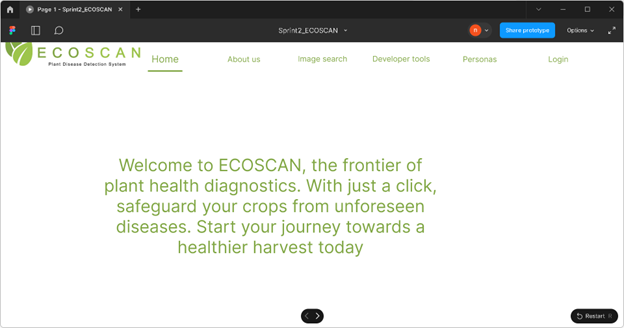 Page 1 - Sprint2_ECOSCAN
Sprint2_ECOSCAN
n
Share prototype
Options
ECOSCAN
Plant Disease Detection System
Home
About us
Image search
Developer tools
Personas
Login
Welcome to ECOSCAN, the frontier of
plant health diagnostics. With just a click,
safeguard your crops from unforeseen
diseases. Start your journey towards a
healthier harvest today
Restart